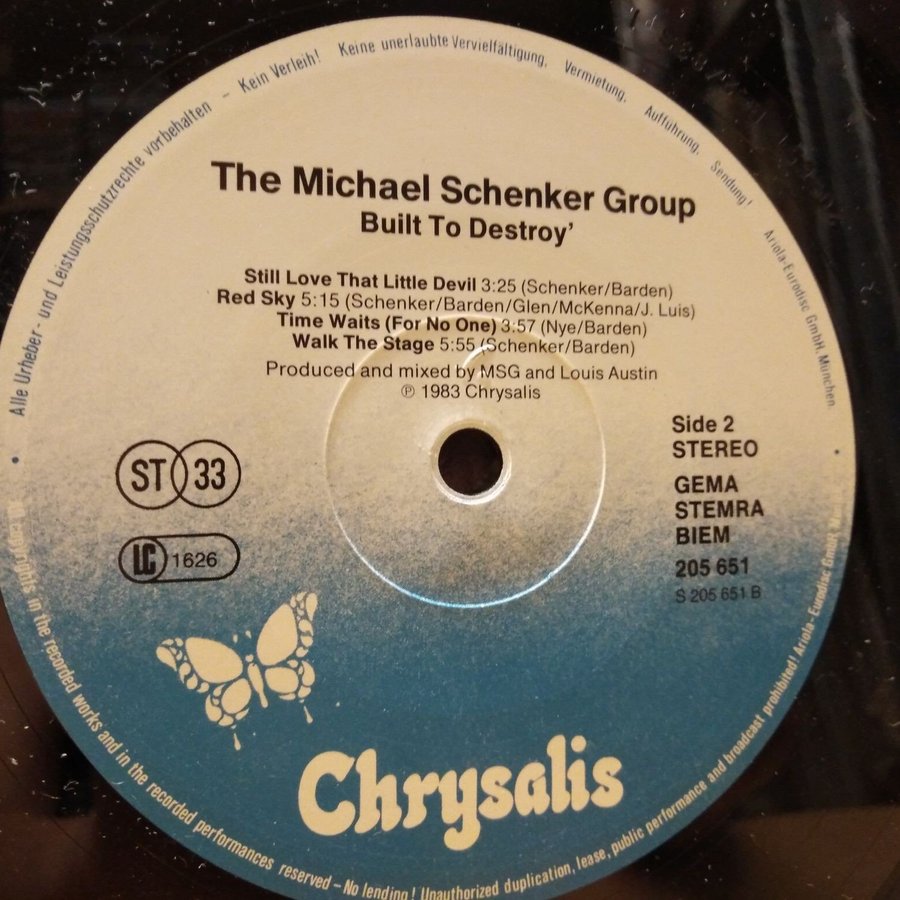 Alle Urheber- und Leistungsschutzrechte vorbehalten – Kein Verleih! Keine unerlaubte Vervielfältigung, Vermietung, Aufführung, Sendung! Ariola-Eurodisc GmbH, München
The Michael Schenker Group
Built To Destroy'
Still Love That Little Devil 3:25 (Schenker/Barden)
Red Sky 5:15 (Schenker/Barden/Glen/McKenna/J. Luis)
Time Waits (For No One) 3:57 (Nye/Barden)
Walk The Stage 5:55 (Schenker/Barden)
Produced and mixed by MSG and Louis Austin
℗ 1983 Chrysalis
Side 2
STEREO
ST 33
GEMA
STEMRA
BIEM
LC 1626
205 651
S 205 651 B
Chrysalis
rights in the recorded works and in the recorded performances reserved – No lending! Unauthorized duplication, lease, public performance and broadcast prohibited! Ariola-Eurodisc GmbH